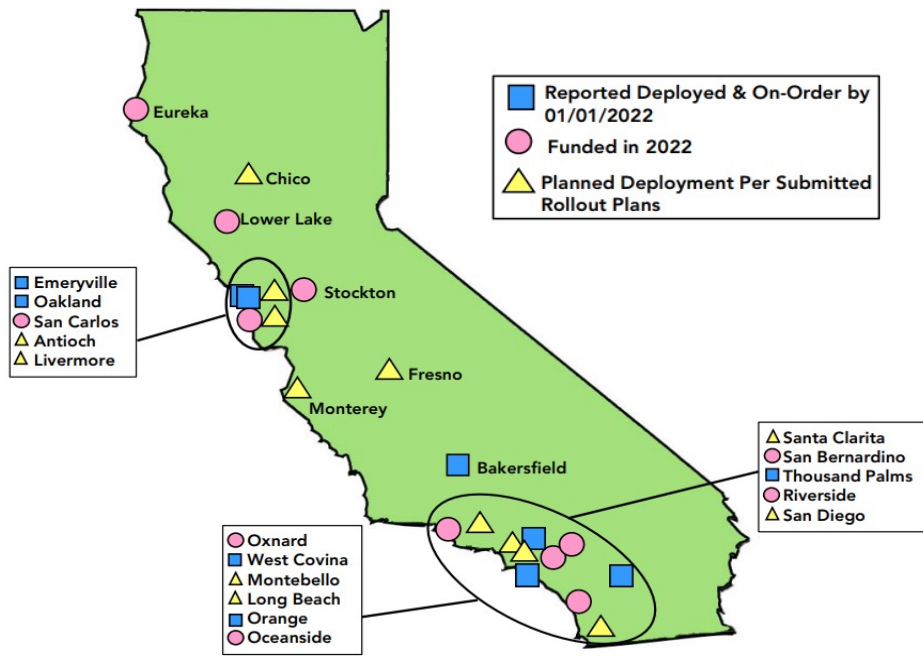 Reported Deployed & On-Order by
01/01/2022
Funded in 2022
Planned Deployment Per Submitted
Rollout Plans
Eureka
Chico
Lower Lake
Stockton
Emeryville
Oakland
San Carlos
Antioch
Livermore
Fresno
Monterey
Bakersfield
Santa Clarita
San Bernardino
Thousand Palms
Riverside
San Diego
Oxnard
West Covina
Montebello
Long Beach
Orange
Oceanside